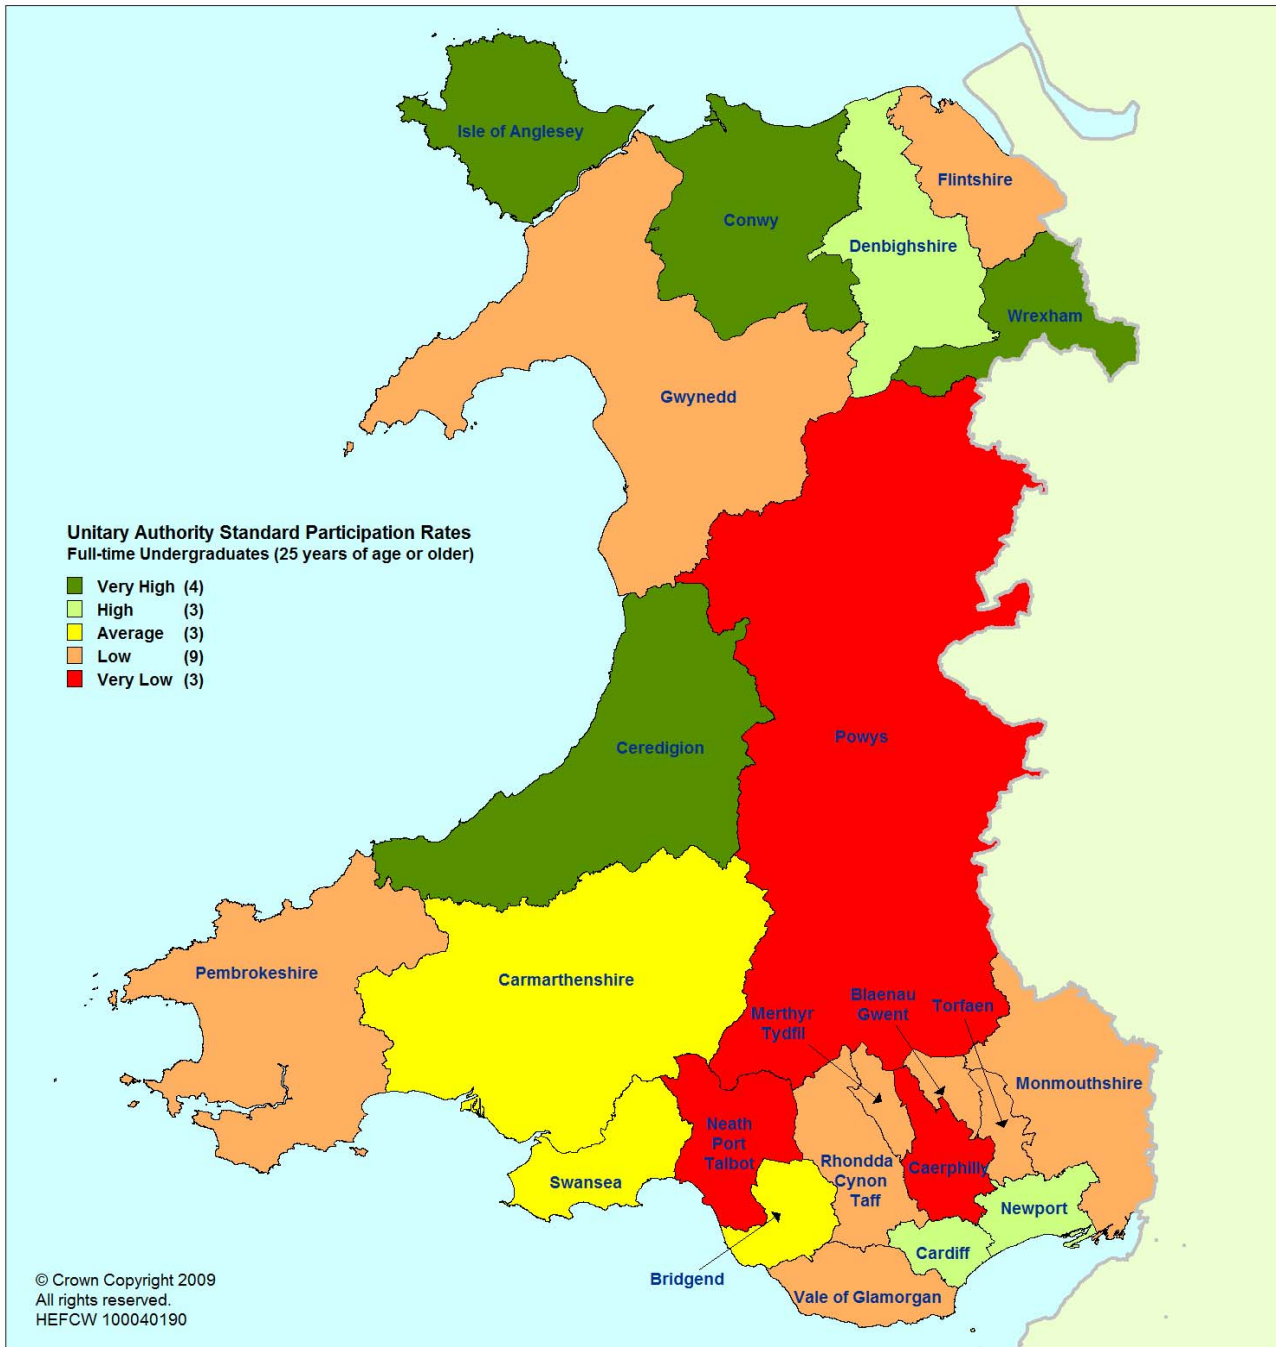 Isle of Anglesey
Flintshire
Conwy
Denbighshire
Wrexham
Gwynedd
Unitary Authority Standard Participation Rates
Full-time Undergraduates (25 years of age or older)
Very High (4)
High (3)
Average (3)
Low (9)
Very Low (3)
Powys
Ceredigion
Pembrokeshire
Carmarthenshire
Merthyr
Tydfil
Blaenau
Gwent
Torfaen
Monmouthshire
Neath
Port
Talbot
Rhondda
Cynon
Taff
Caerphilly
Swansea
Newport
Cardiff
Bridgend
Vale of Glamorgan
© Crown Copyright 2009
All rights reserved.
HEFCW 100040190